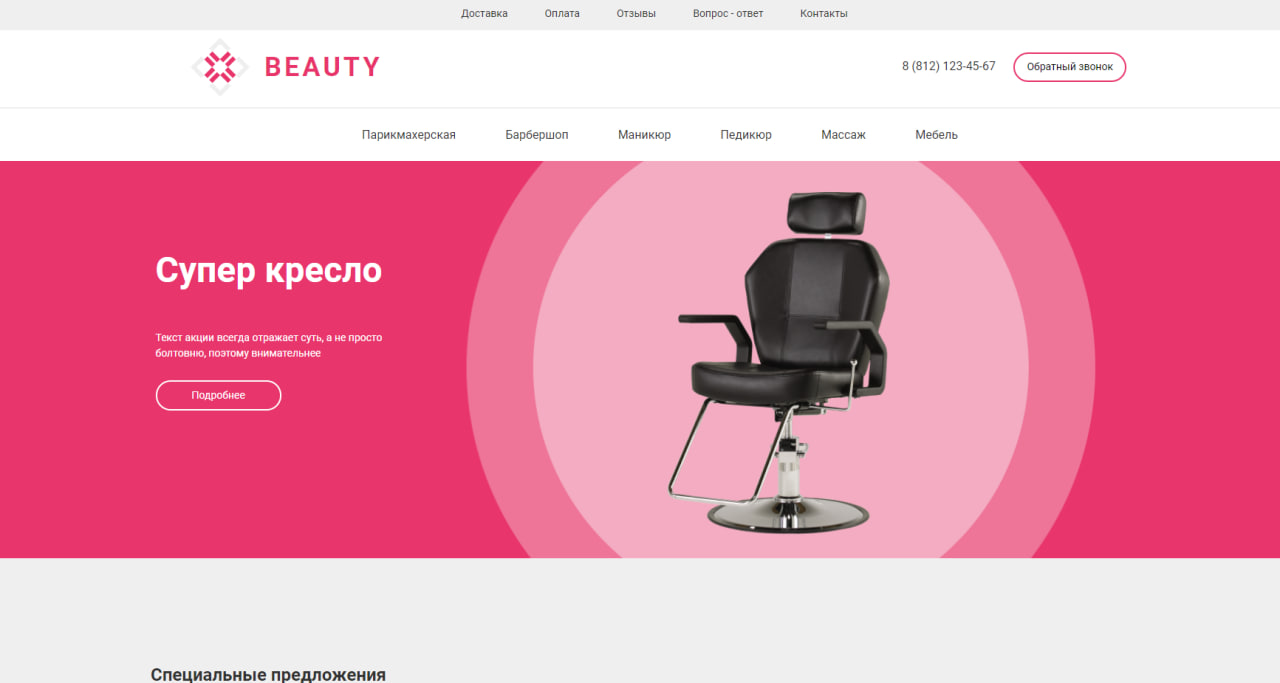 Доставка Оплата Отзывы Вопрос - ответ Контакты
BEAUTY
8 (812) 123-45-67
Обратный звонок
Парикмахерская Барбершоп Маникюр Педикюр Массаж Мебель
Супер кресло
Текст акции всегда отражает суть, а не просто
болтовню, поэтому внимательнее
Подробнее
Специальные предложения